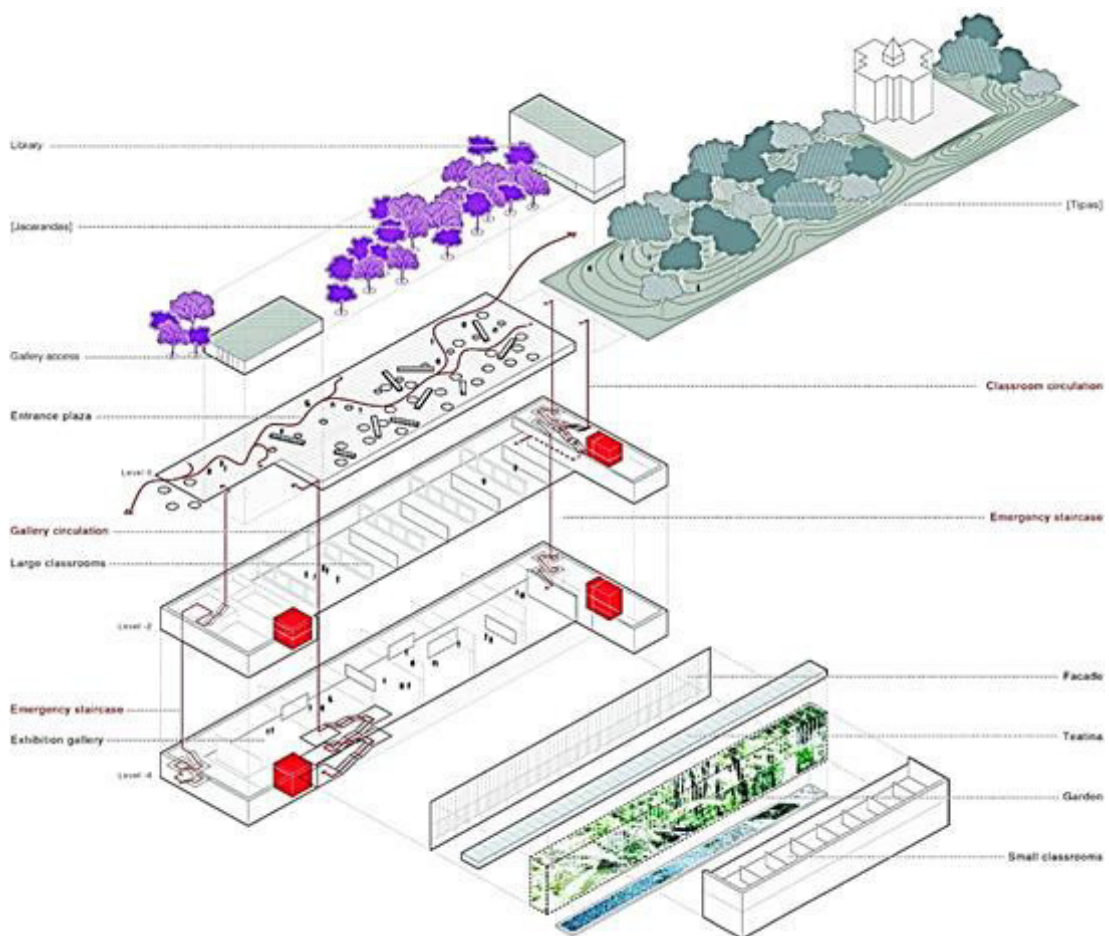 Library
[Jacarandas]
[Tipas]
Gallery access
Classroom circulation
Entrance plaza
Level 0
Gallery circulation
Emergency staircase
Large classrooms
Level -2
Facade
Emergency staircase
Teatina
Exhibition gallery
Level -4
Garden
Small classrooms